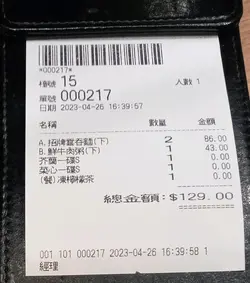 *000217*
檯號 15 人數 1
單號 000217
日期 2023-04-26 16:39:57
名稱 數量 金額
A.招牌雲吞麵(下) 2 86.00
B.鮮牛肉粥(下) 1 43.00
芥蘭一碟S 1 0.00
菜心一碟S 1 0.00
(餐)凍檸檬茶 1 0.00
總金額:$129.00
001 101 000217 2023-04-26 16:39:58 1
經理